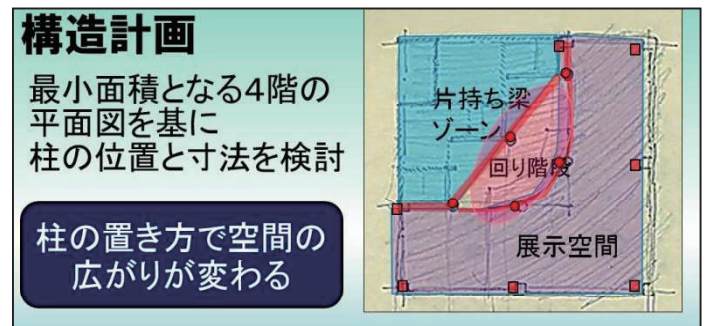 構造計画
最小面積となる4階の
平面図を基に
柱の位置と寸法を検討
柱の置き方で空間の
広がりが変わる
片持ち梁
ゾーン
回り階段
展示空間